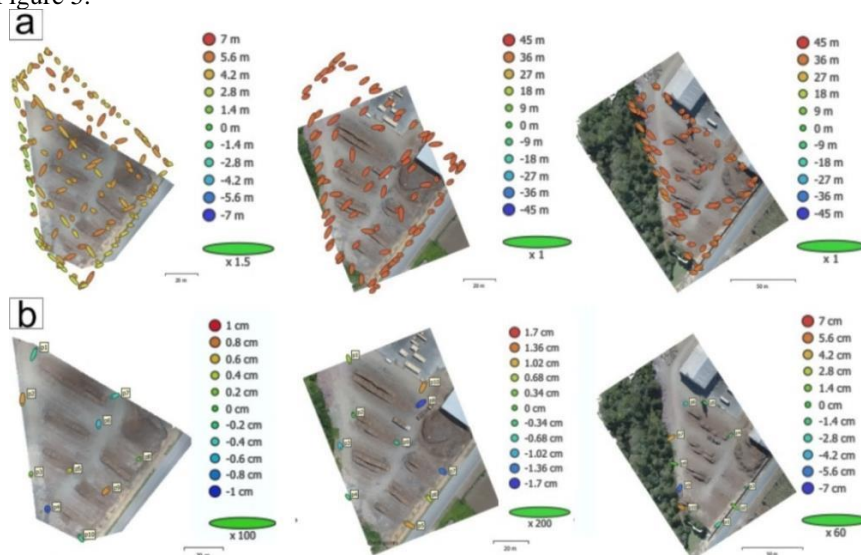 Figure 3.
a
7 m
5.6 m
4.2 m
2.8 m
1.4 m
0 m
-1.4 m
-2.8 m
-4.2 m
-5.6 m
-7 m
x 1.5
20 m
45 m
36 m
27 m
18 m
9 m
0 m
-9 m
-18 m
-27 m
-36 m
-45 m
x 1
20 m
45 m
36 m
27 m
18 m
9 m
0 m
-9 m
-18 m
-27 m
-36 m
-45 m
x 1
50 m
b
1 cm
0.8 cm
0.6 cm
0.4 cm
0.2 cm
0 cm
-0.2 cm
-0.4 cm
-0.6 cm
-0.8 cm
-1 cm
x 100
1.7 cm
1.36 cm
1.02 cm
0.68 cm
0.34 cm
0 cm
-0.34 cm
-0.68 cm
-1.02 cm
-1.36 cm
-1.7 cm
x 200
20 m
7 cm
5.6 cm
4.2 cm
2.8 cm
1.4 cm
0 cm
-1.4 cm
-2.8 cm
-4.2 cm
-5.6 cm
-7 cm
x 60